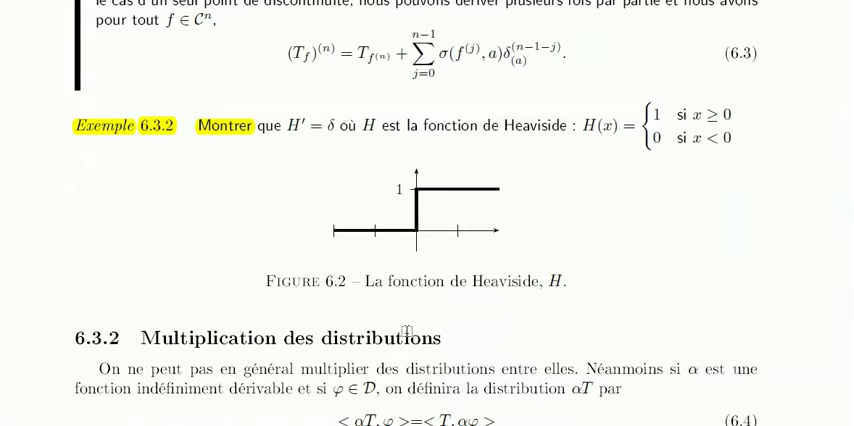 le cas d'un seul point de discontinuité, nous pouvons dériver plusieurs fois par partie et nous avons
pour tout f ∈ 𝒞ⁿ,
(T_f)^{(n)} = T_{f^{(n)}} + \sum_{j=0}^{n−1} σ(f^{(j)}, a)δ_{(a)}^{(n−1−j)}. (6.3)
Exemple 6.3.2 Montrer que H′ = δ où H est la fonction de Heaviside : H(x) = { 1 si x ≥ 0
0 si x < 0
1
FIGURE 6.2 – La fonction de Heaviside, H.
6.3.2 Multiplication des distributions
On ne peut pas en général multiplier des distributions entre elles. Néanmoins si α est une
fonction indéfiniment dérivable et si φ ∈ 𝒟, on définira la distribution αT par
< αT, φ >=< T, αφ > (6.4)